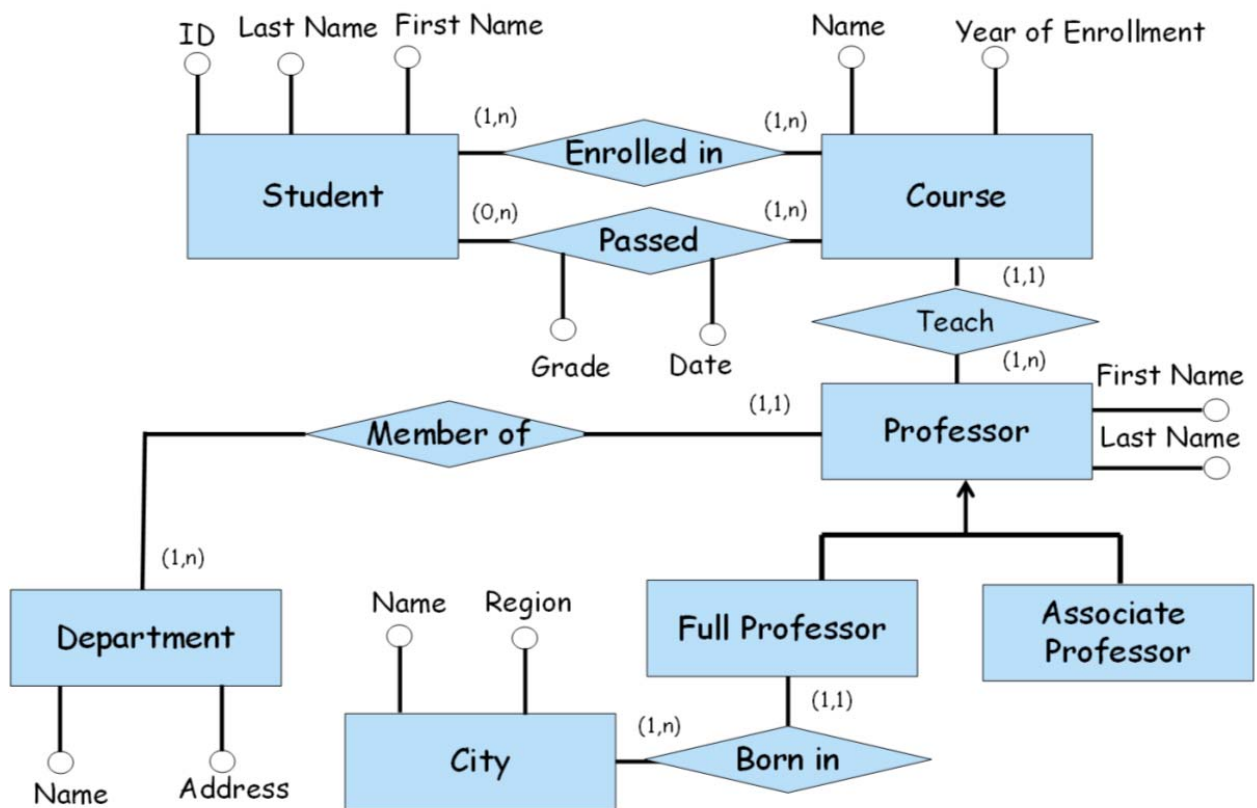 ID
Last Name
First Name
Name
Year of Enrollment
(1,n)
(1,n)
Enrolled in
Student
Course
(0,n)
(1,n)
Passed
(1,1)
Teach
Grade
Date
(1,n)
First Name
(1,1)
Member of
Professor
Last Name
(1,n)
Name
Region
Department
Full Professor
Associate
Professor
(1,n)
(1,1)
City
Born in
Name
Address